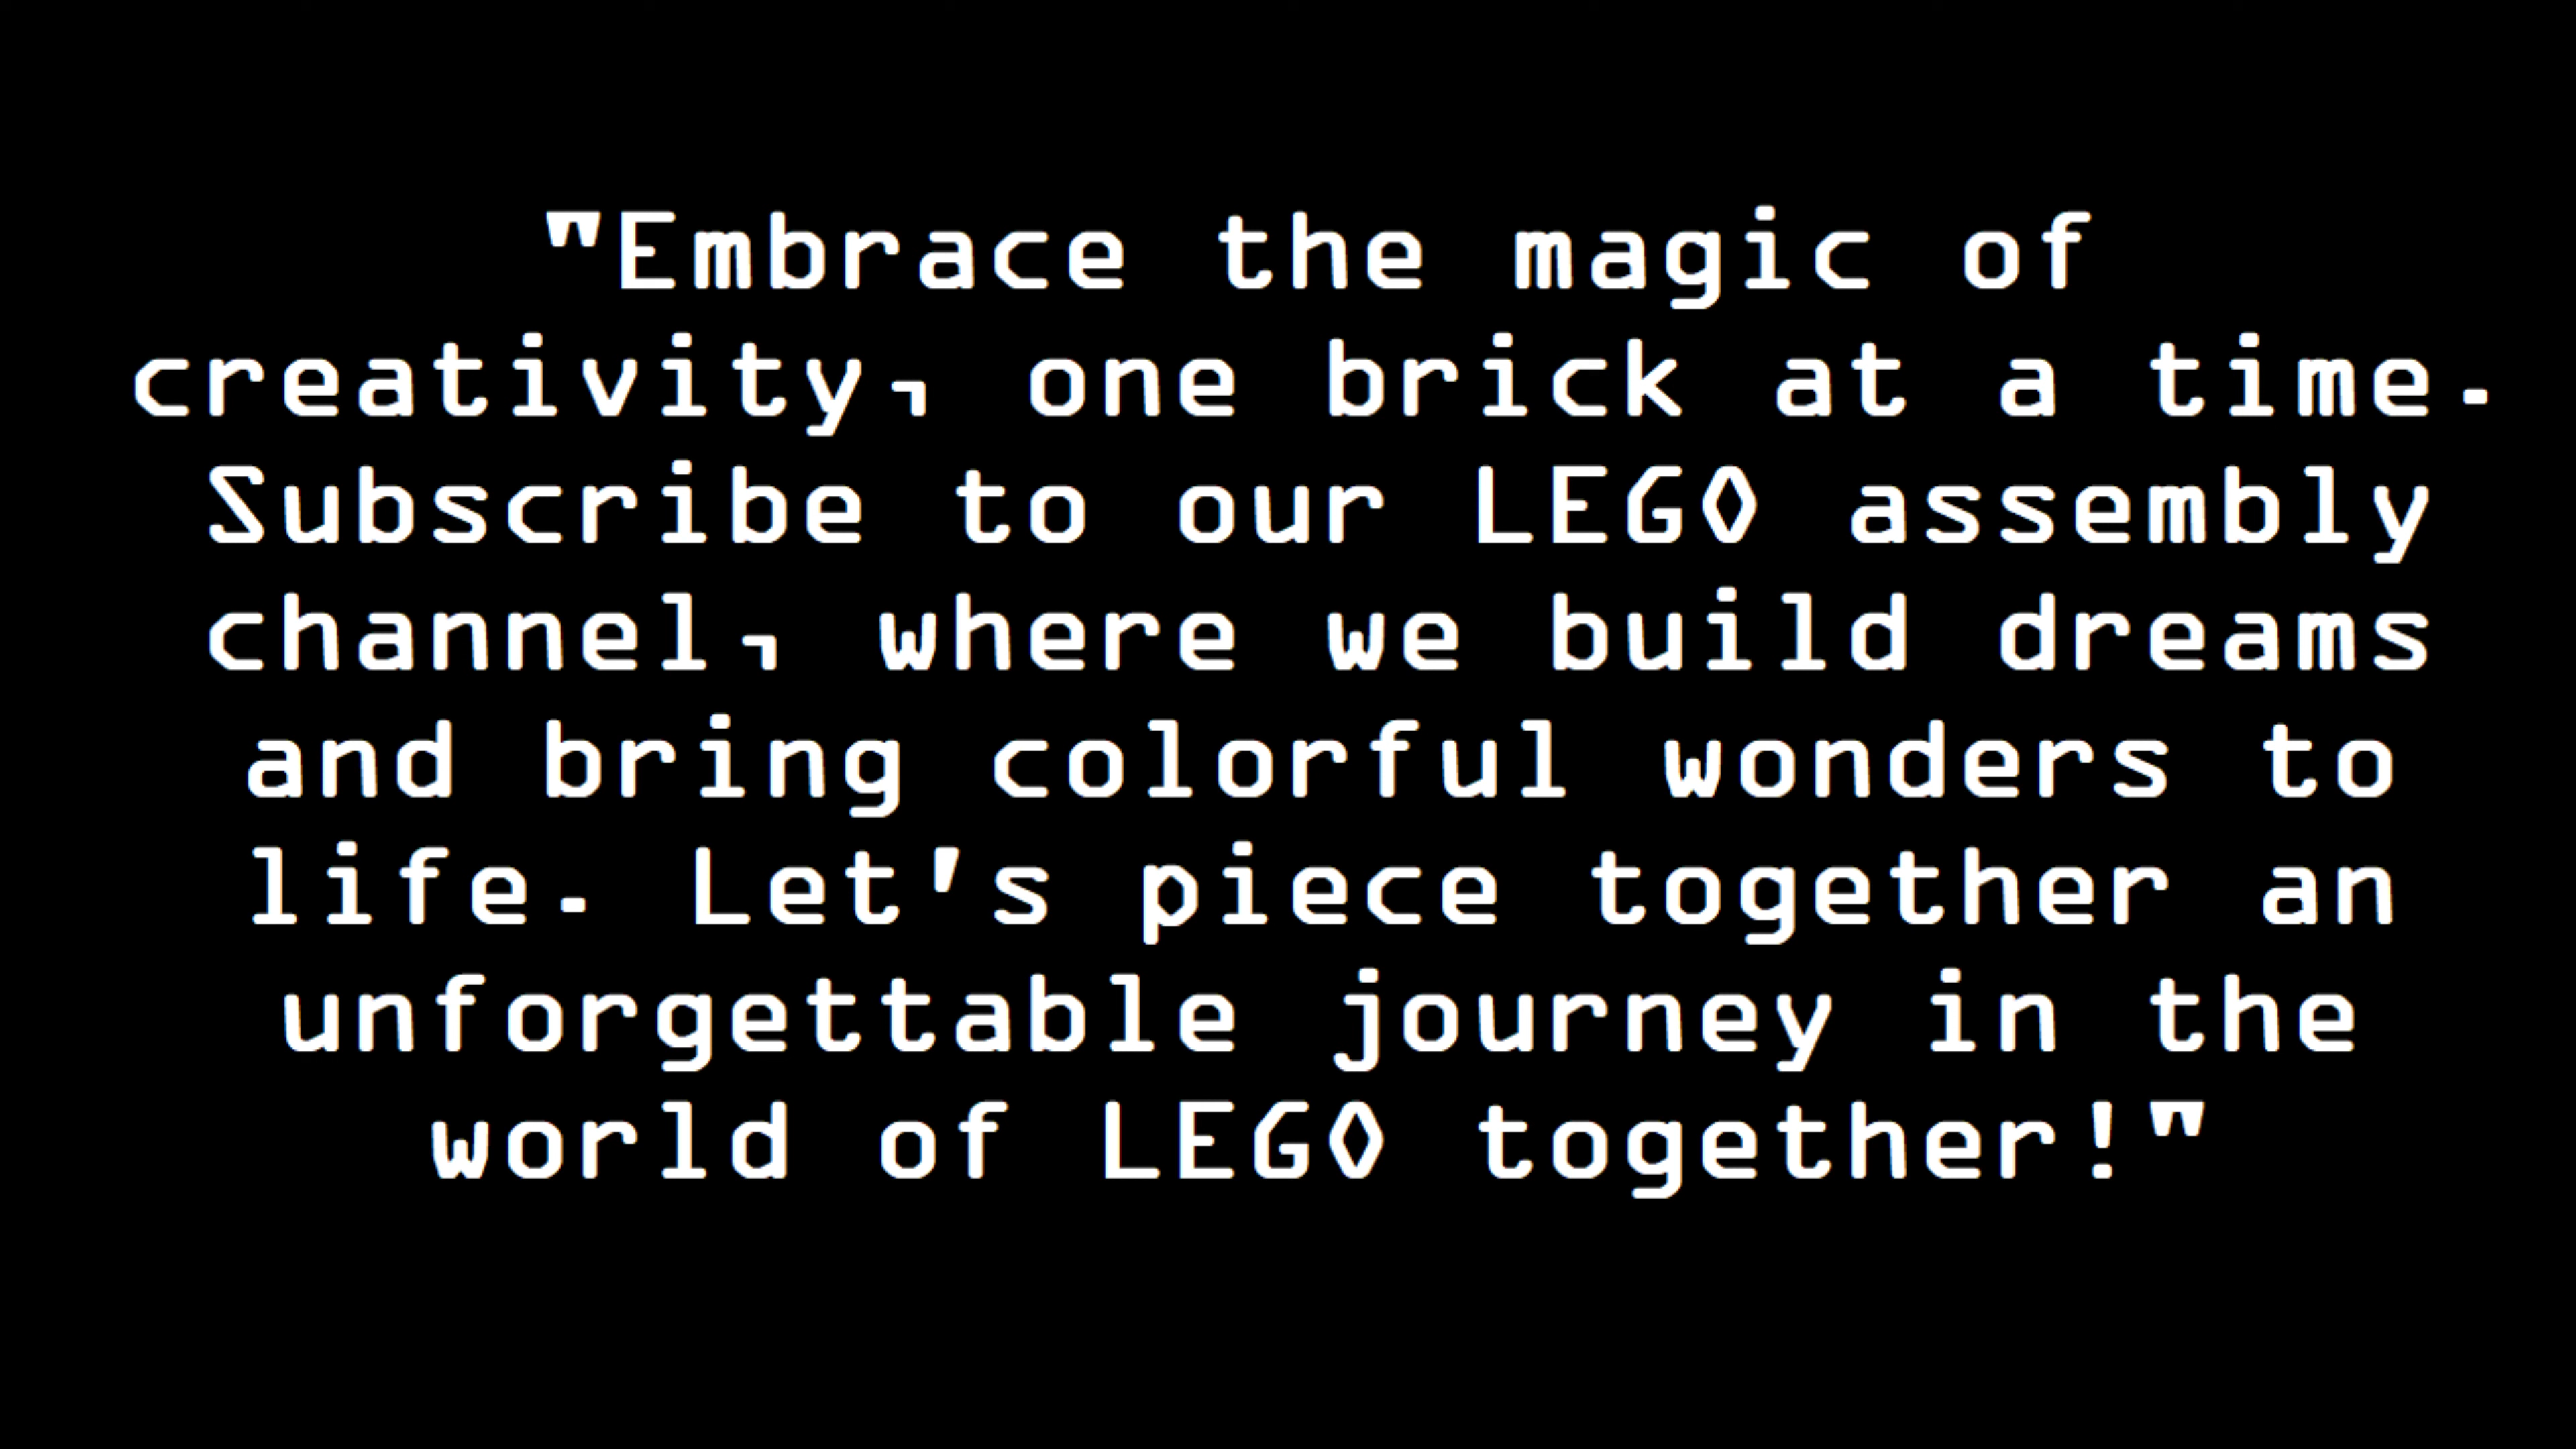 "Embrace the magic of
creativity, one brick at a time.
Subscribe to our LEGO assembly
channel, where we build dreams
and bring colorful wonders to
life. Let's piece together an
unforgettable journey in the
world of LEGO together!"